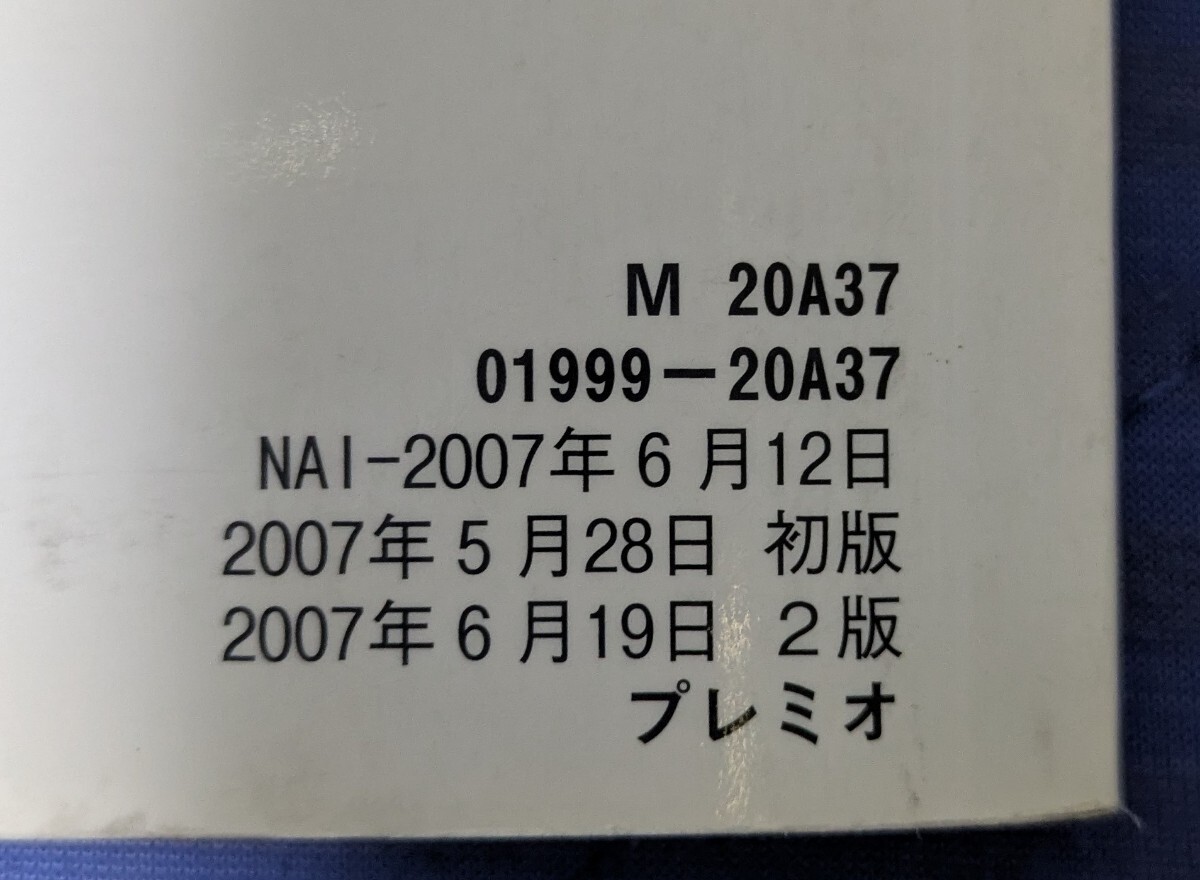 M 20A37
01999-20A37
NAI-2007年6月12日
2007年5月28日 初版
2007年6月19日 2版
プレミオ